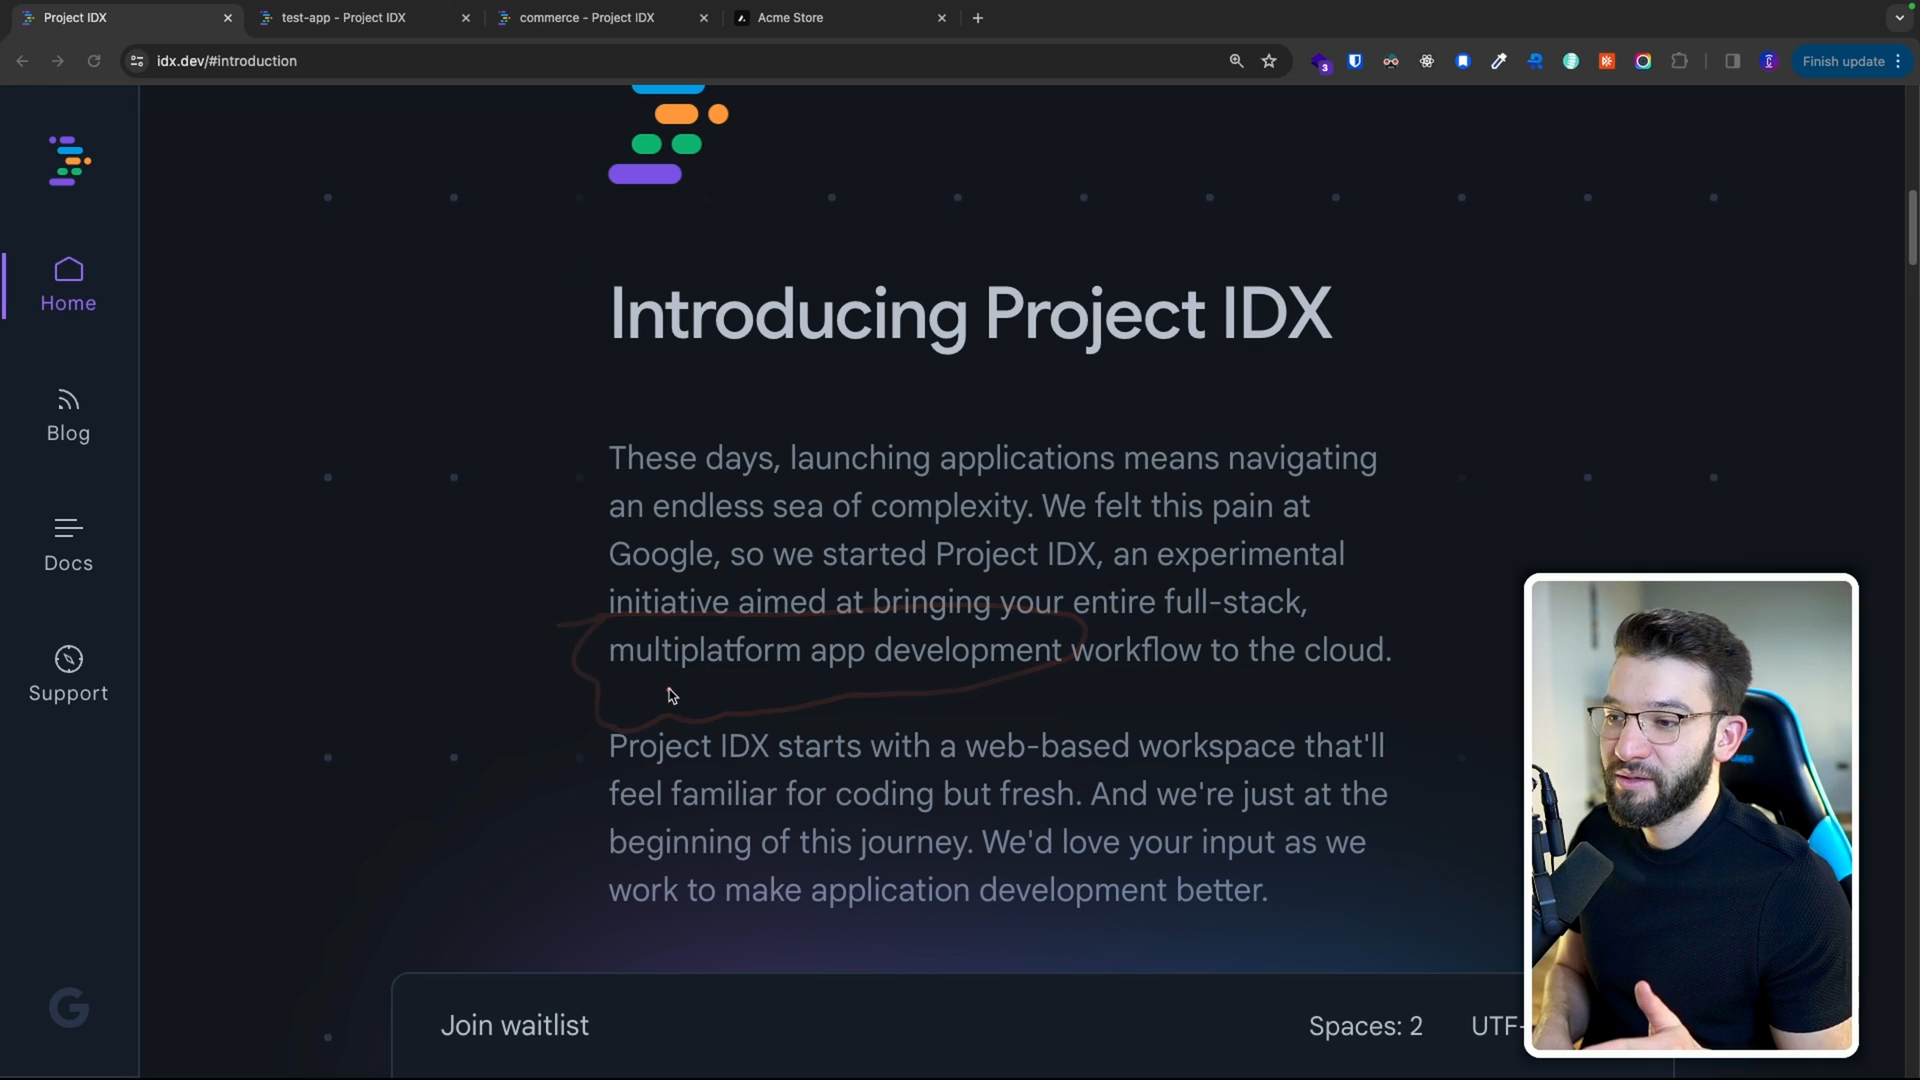 Project IDX
test-app - Project IDX
commerce - Project IDX
Acme Store
idx.dev/#introduction
3
Finish update
Home
Blog
Docs
Support
G
Introducing Project IDX
These days, launching applications means navigating
an endless sea of complexity. We felt this pain at
Google, so we started Project IDX, an experimental
initiative aimed at bringing your entire full-stack,
multiplatform app development workflow to the cloud.
Project IDX starts with a web-based workspace that'll
feel familiar for coding but fresh. And we're just at the
beginning of this journey. We'd love your input as we
work to make application development better.
Join waitlist
Spaces: 2
UTF-